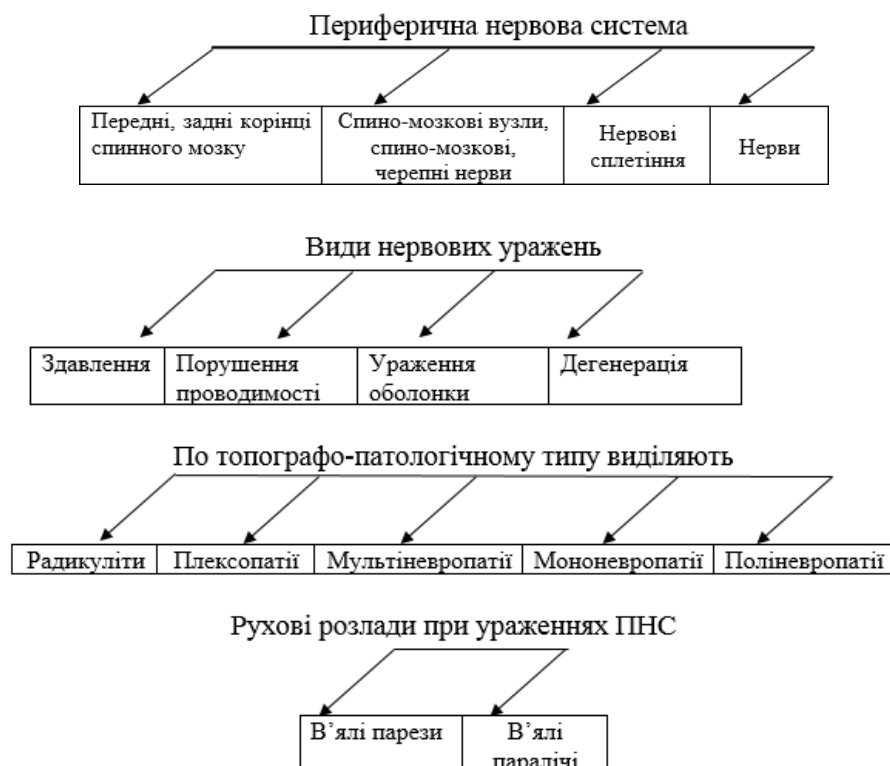 Периферична нервова система
Передні, задні корінці
спинного мозку
Спино-мозкові вузли,
спино-мозкові,
черепні нерви
Нервові
сплетіння
Нерви
Види нервових уражень
Здавлення
Порушення
проводимості
Ураження
оболонки
Дегенерація
По топографо-патологічному типу виділяють
Радикуліти
Плексопатії
Мультіневропатії
Мононевропатії
Поліневропатії
Рухові розлади при ураженнях ПНС
В’ялі парези
В’ялі
паралічі